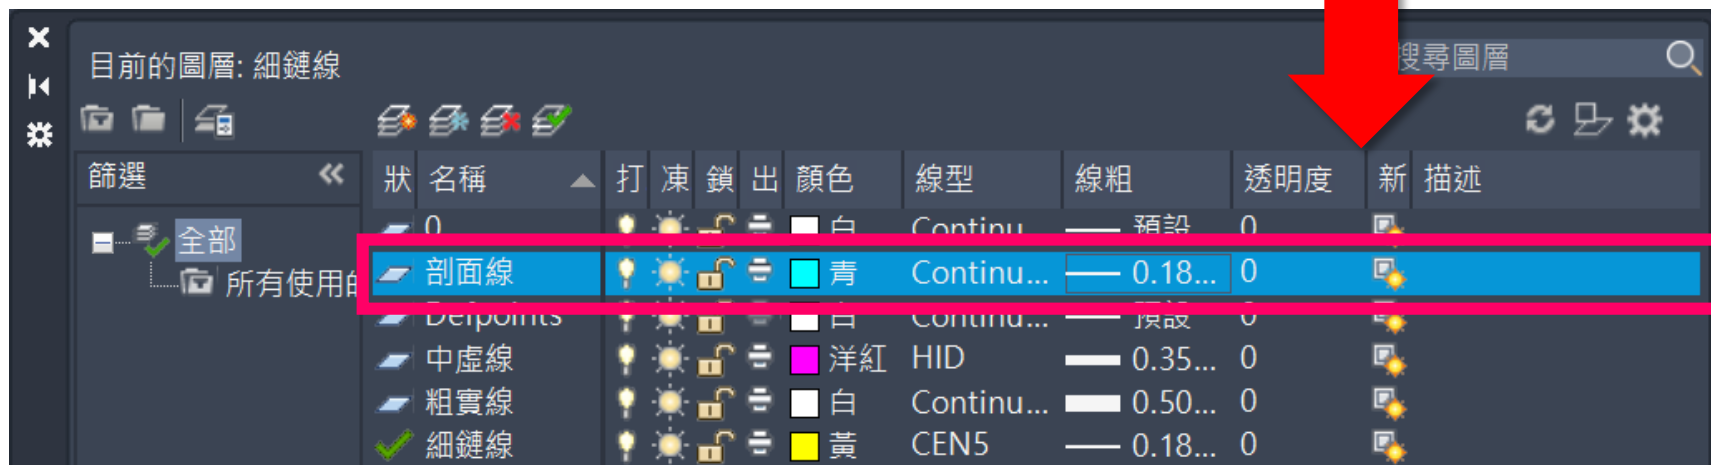 目前的圖層: 細鏈線
搜尋圖層
篩選
狀 名稱 打 凍 鎖 出 顏色 線型 線粗 透明度 新 描述
全部
所有使用的
0 白 Continu... 預設 0
剖面線 青 Continu... 0.18... 0
Defpoints 白 Continu... 預設 0
中虛線 洋紅 HID 0.35... 0
粗實線 白 Continu... 0.50... 0
細鏈線 黃 CEN5 0.18... 0